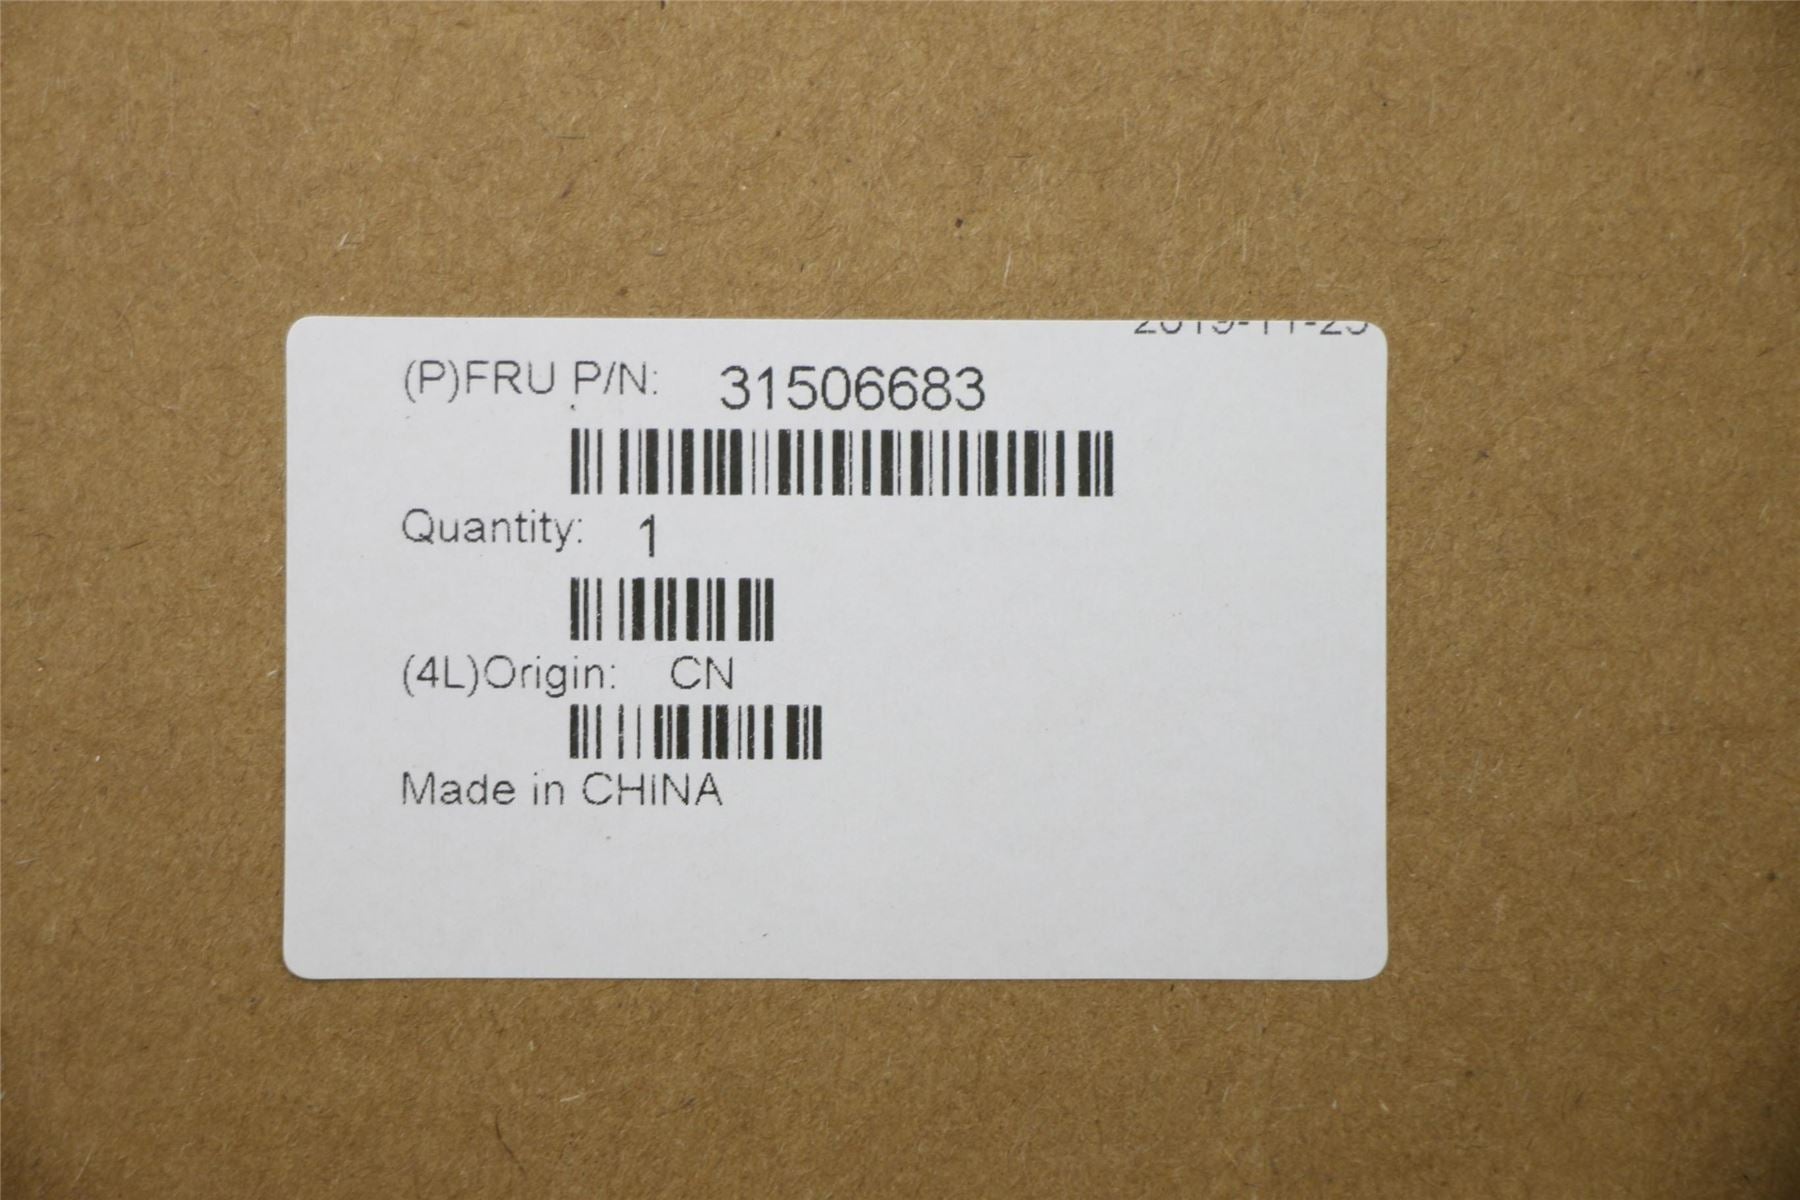 (P)FRU P/N: 31506683
Quantity: 1
(4L)Origin: CN
Made in CHINA